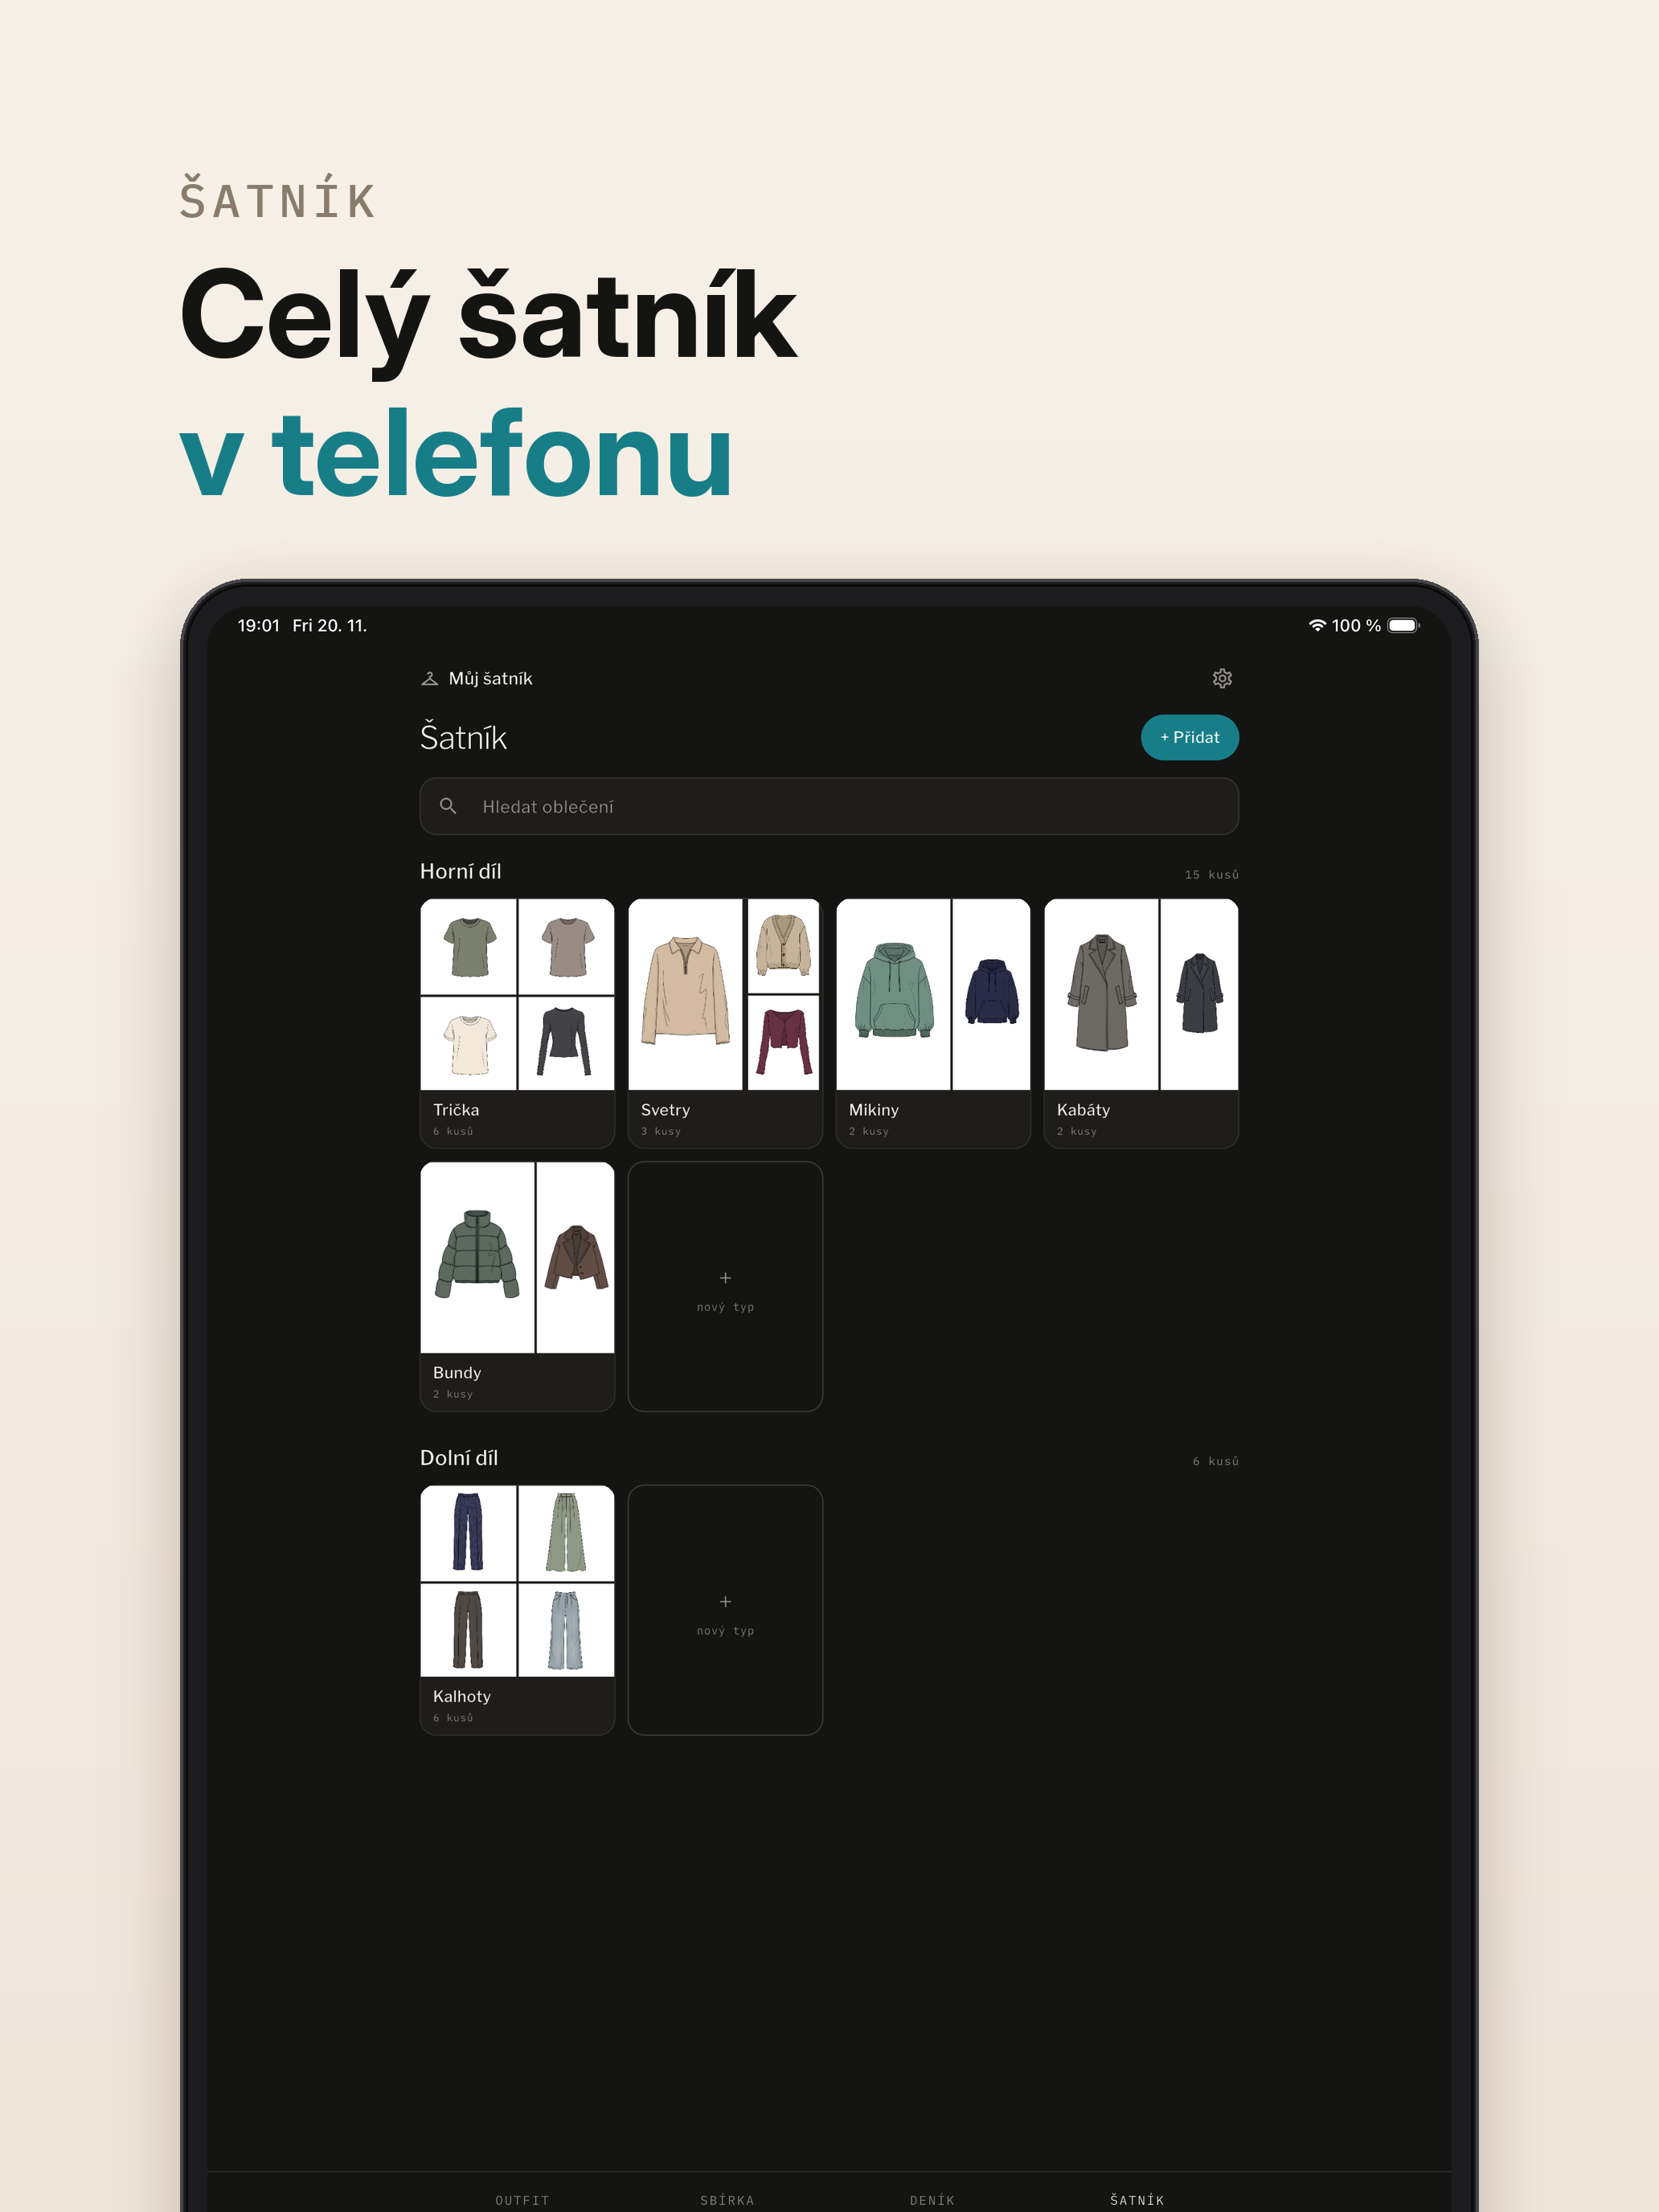 ŠATNÍK
Celý šatník
v telefonu
19:01 Fri 20. 11.
100 %
Můj šatník
Šatník
+ Přidat
Hledat oblečení
Horní díl
15 kusů
Trička
6 kusů
Svetry
3 kusy
Mikiny
2 kusy
Kabáty
2 kusy
Bundy
2 kusy
+
nový typ
Dolní díl
6 kusů
Kalhoty
6 kusů
+
nový typ
OUTFIT
SBÍRKA
DENÍK
ŠATNÍK